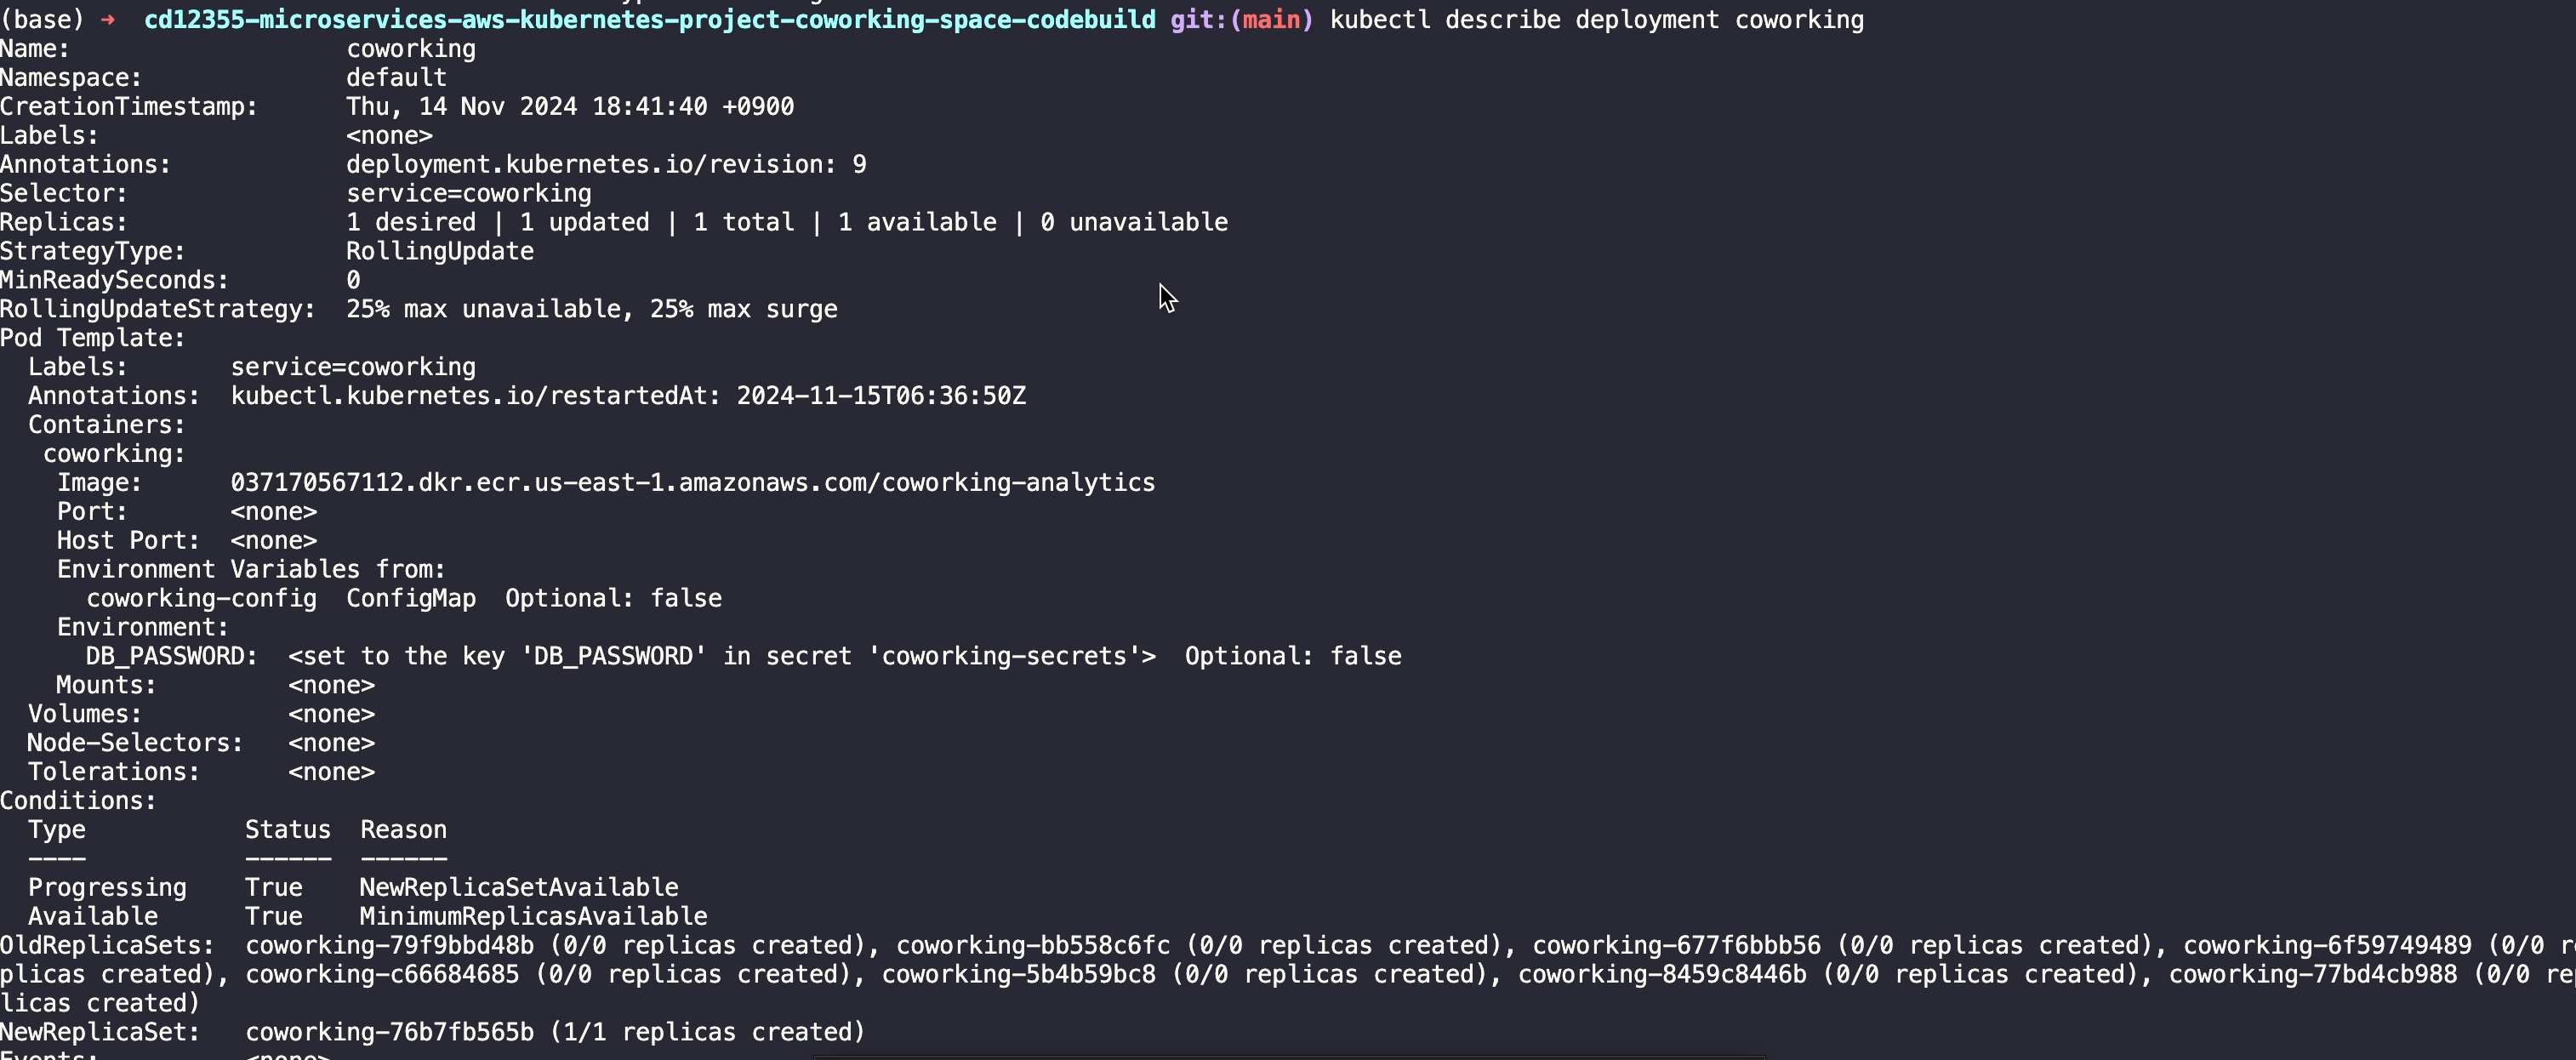 (base) → cd12355-microservices-aws-kubernetes-project-coworking-space-codebuild git:(main) kubectl describe deployment coworking
Name:                   coworking
Namespace:              default
CreationTimestamp:      Thu, 14 Nov 2024 18:41:40 +0900
Labels:                 <none>
Annotations:            deployment.kubernetes.io/revision: 9
Selector:               service=coworking
Replicas:               1 desired | 1 updated | 1 total | 1 available | 0 unavailable
StrategyType:           RollingUpdate
MinReadySeconds:        0
RollingUpdateStrategy:  25% max unavailable, 25% max surge
Pod Template:
  Labels:       service=coworking
  Annotations:  kubectl.kubernetes.io/restartedAt: 2024-11-15T06:36:50Z
  Containers:
   coworking:
    Image:      037170567112.dkr.ecr.us-east-1.amazonaws.com/coworking-analytics
    Port:       <none>
    Host Port:  <none>
    Environment Variables from:
      coworking-config  ConfigMap  Optional: false
    Environment:
      DB_PASSWORD:  <set to the key 'DB_PASSWORD' in secret 'coworking-secrets'>  Optional: false
    Mounts:         <none>
  Volumes:          <none>
  Node-Selectors:   <none>
  Tolerations:      <none>
Conditions:
  Type           Status  Reason
  ----           ------  ------
  Progressing    True    NewReplicaSetAvailable
  Available      True    MinimumReplicasAvailable
OldReplicaSets:  coworking-79f9bbd48b (0/0 replicas created), coworking-bb558c6fc (0/0 replicas created), coworking-677f6bbb56 (0/0 replicas created), coworking-6f59749489 (0/0 re
plicas created), coworking-c66684685 (0/0 replicas created), coworking-5b4b59bc8 (0/0 replicas created), coworking-8459c8446b (0/0 replicas created), coworking-77bd4cb988 (0/0 rep
licas created)
NewReplicaSet:   coworking-76b7fb565b (1/1 replicas created)
Events:          <none>